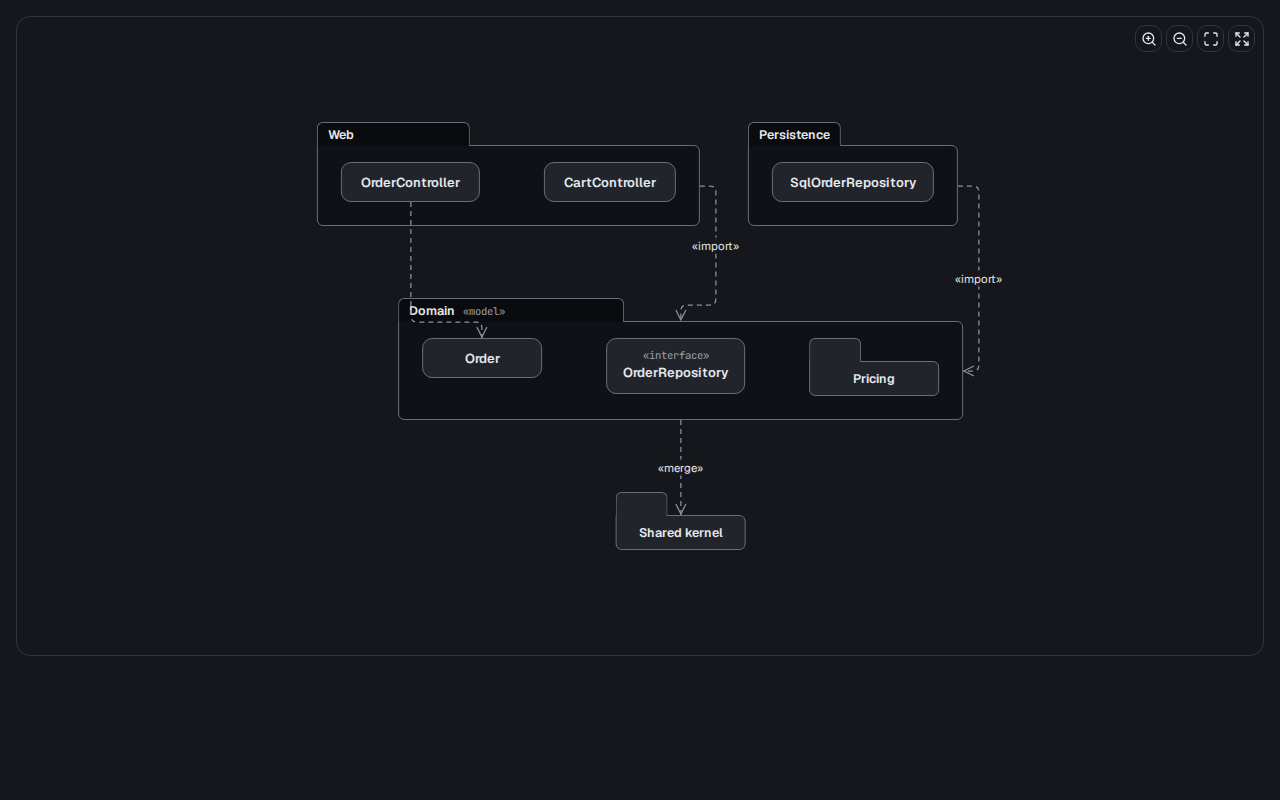 Web
Persistence
OrderController
CartController
SqlOrderRepository
«import»
«import»
Domain «model»
Order
«interface»
OrderRepository
Pricing
«merge»
Shared kernel